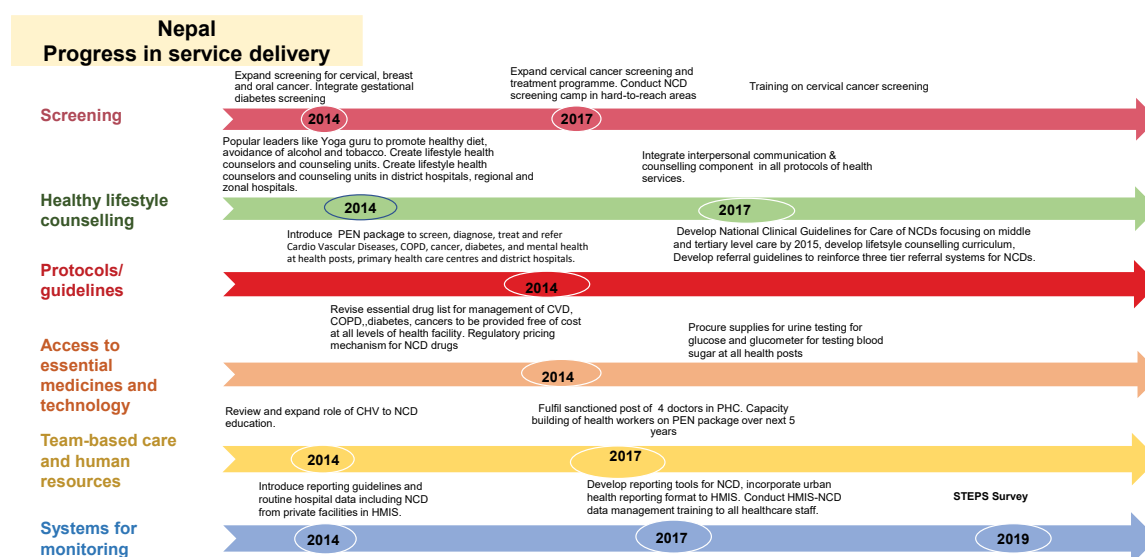 Nepal
Progress in service delivery
Expand screening for cervical, breast
and oral cancer. Integrate gestational
diabetes screening
Expand cervical cancer screening and
treatment programme. Conduct NCD
screening camp in hard-to-reach areas
Training on cervical cancer screening
Screening
2014
2017
Popular leaders like Yoga guru to promote healthy diet,
avoidance of alcohol and tobacco. Create lifestyle health
counselors and counseling units. Create lifestyle health
counselors and counseling units in district hospitals, regional and
zonal hospitals.
Integrate interpersonal communication &
counselling component in all protocols of health
services.
Healthy lifestyle
counselling
2014
2017
Introduce PEN package to screen, diagnose, treat and refer
Cardio Vascular Diseases, COPD, cancer, diabetes, and mental health
at health posts, primary health care centres and district hospitals.
Develop National Clinical Guidelines for Care of NCDs focusing on middle
and tertiary level care by 2015, develop lifetsyle counselling curriculum,
Develop referral guidelines to reinforce three tier referral systems for NCDs.
Protocols/
guidelines
2014
Revise essential drug list for management of CVD,
COPD,,diabetes, cancers to be provided free of cost
at all levels of health facility. Regulatory pricing
mechanism for NCD drugs
Procure supplies for urine testing for
glucose and glucometer for testing blood
sugar at all health posts
Access to
essential
medicines and
technology
2014
Review and expand role of CHV to NCD
education.
Fulfil sanctioned post of 4 doctors in PHC. Capacity
building of health workers on PEN package over next 5
years
Team-based care
and human
resources
2014
2017
Introduce reporting guidelines and
routine hospital data including NCD
from private facilities in HMIS.
Develop reporting tools for NCD, incorporate urban
health reporting format to HMIS. Conduct HMIS-NCD
data management training to all healthcare staff.
STEPS Survey
Systems for
monitoring
2014
2017
2019